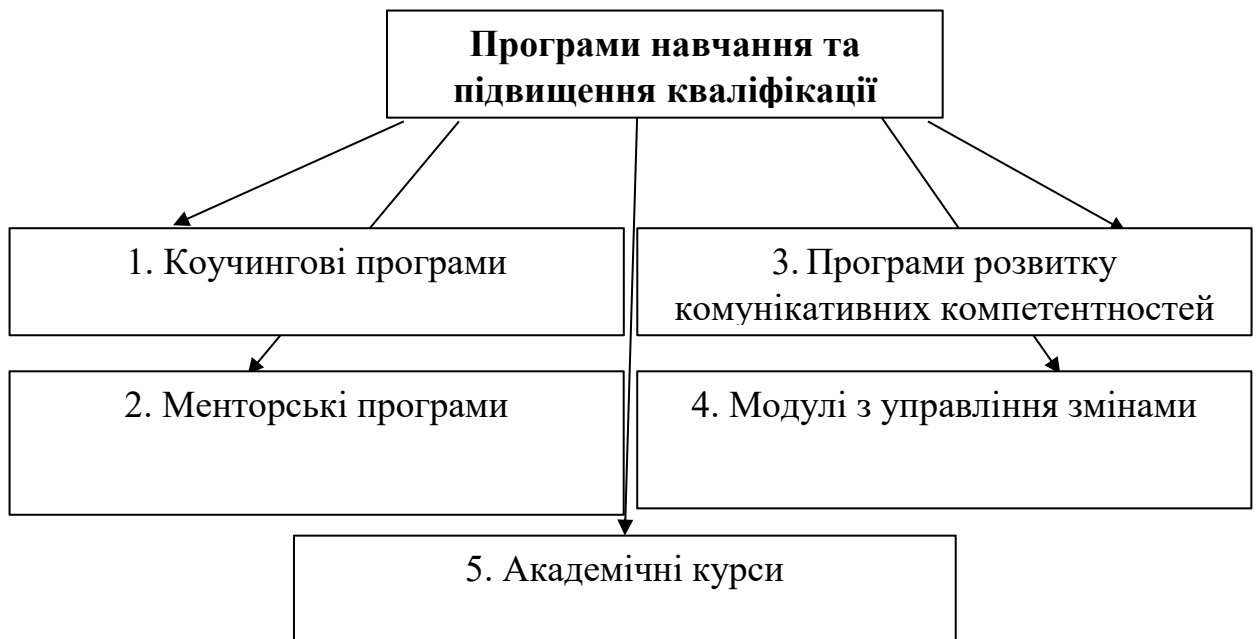 Програми навчання та
підвищення кваліфікації
1. Коучингові програми
2. Менторські програми
3. Програми розвитку
комунікативних компетентностей
4. Модулі з управління змінами
5. Академічні курси